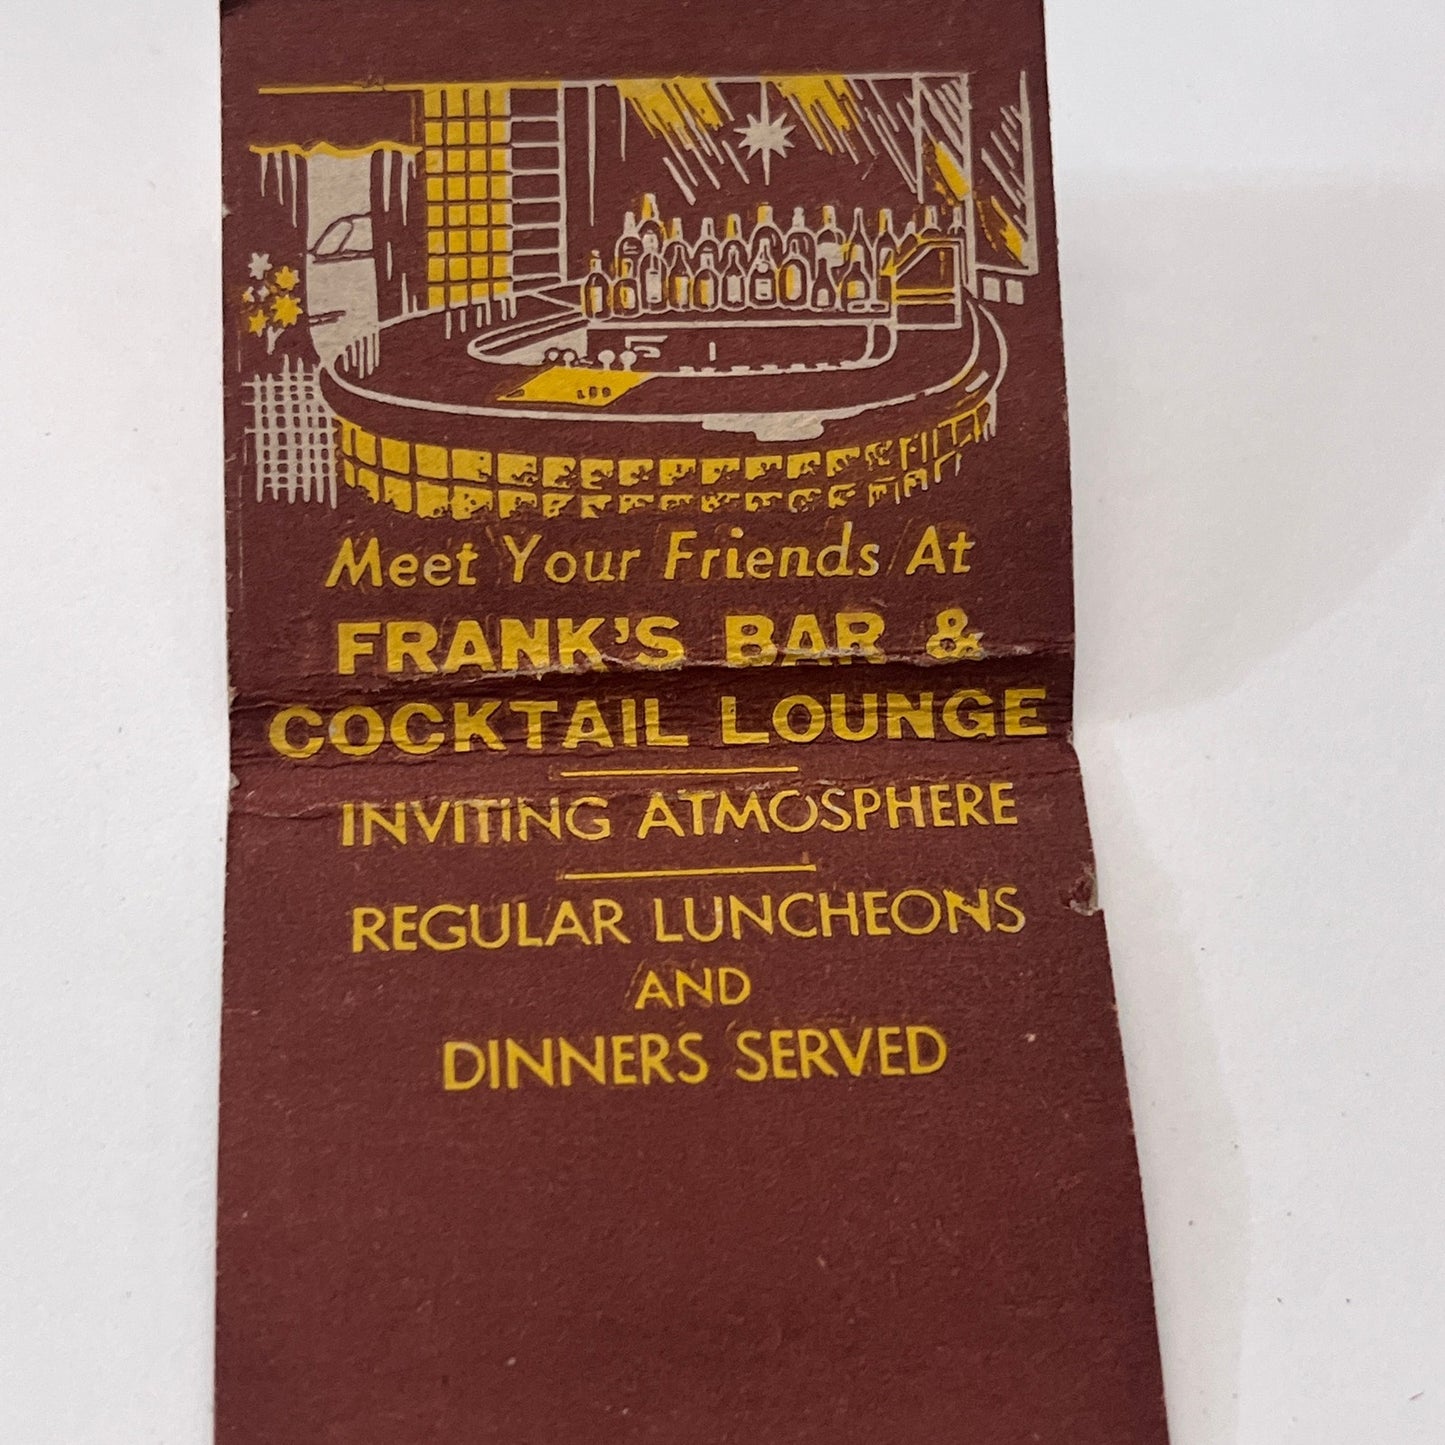 Meet Your Friends At
FRANK'S BAR &
COCKTAIL LOUNGE
INVITING ATMOSPHERE
REGULAR LUNCHEONS
AND
DINNERS SERVED